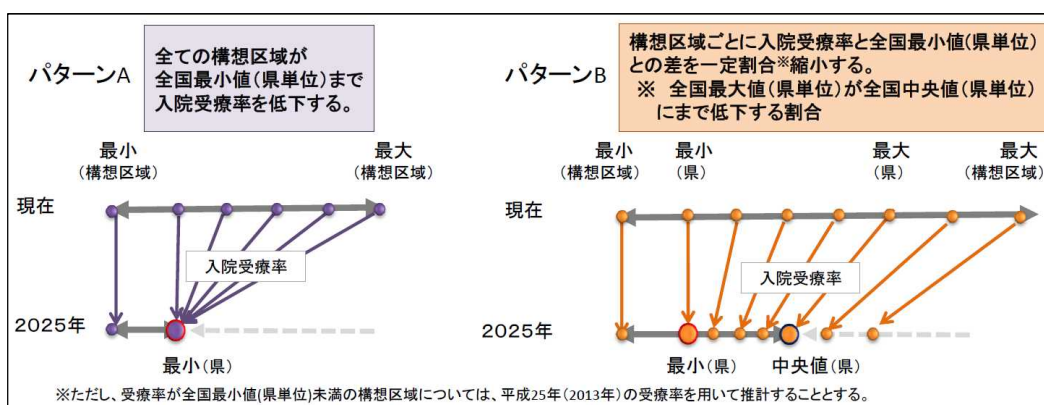 パターンA
全ての構想区域が
全国最小値(県単位)まで
入院受療率を低下する。
最小
(構想区域)
最大
(構想区域)
現在
入院受療率
2025年
最小(県)
パターンB
構想区域ごとに入院受療率と全国最小値(県単位)
との差を一定割合※縮小する。
※ 全国最大値(県単位)が全国中央値(県単位)
にまで低下する割合
最小
(構想区域)
最小
(県)
最大
(県)
最大
(構想区域)
現在
入院受療率
2025年
最小(県)
中央値(県)
※ただし、受療率が全国最小値(県単位)未満の構想区域については、平成25年(2013年)の受療率を用いて推計することとする。